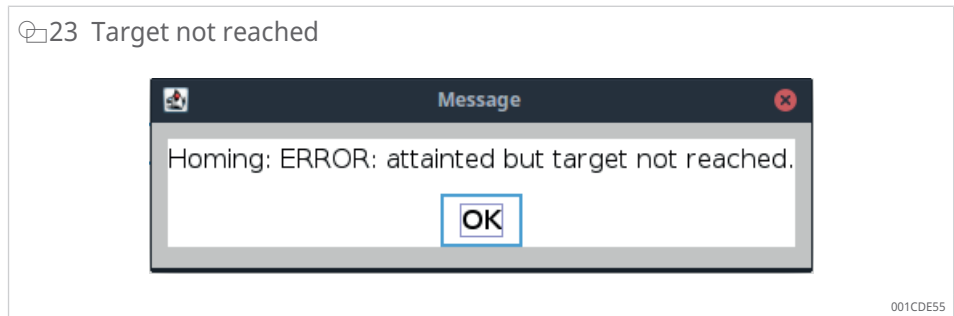 23 Target not reached
Message
Homing: ERROR: attainted but target not reached.
OK
001CDE55